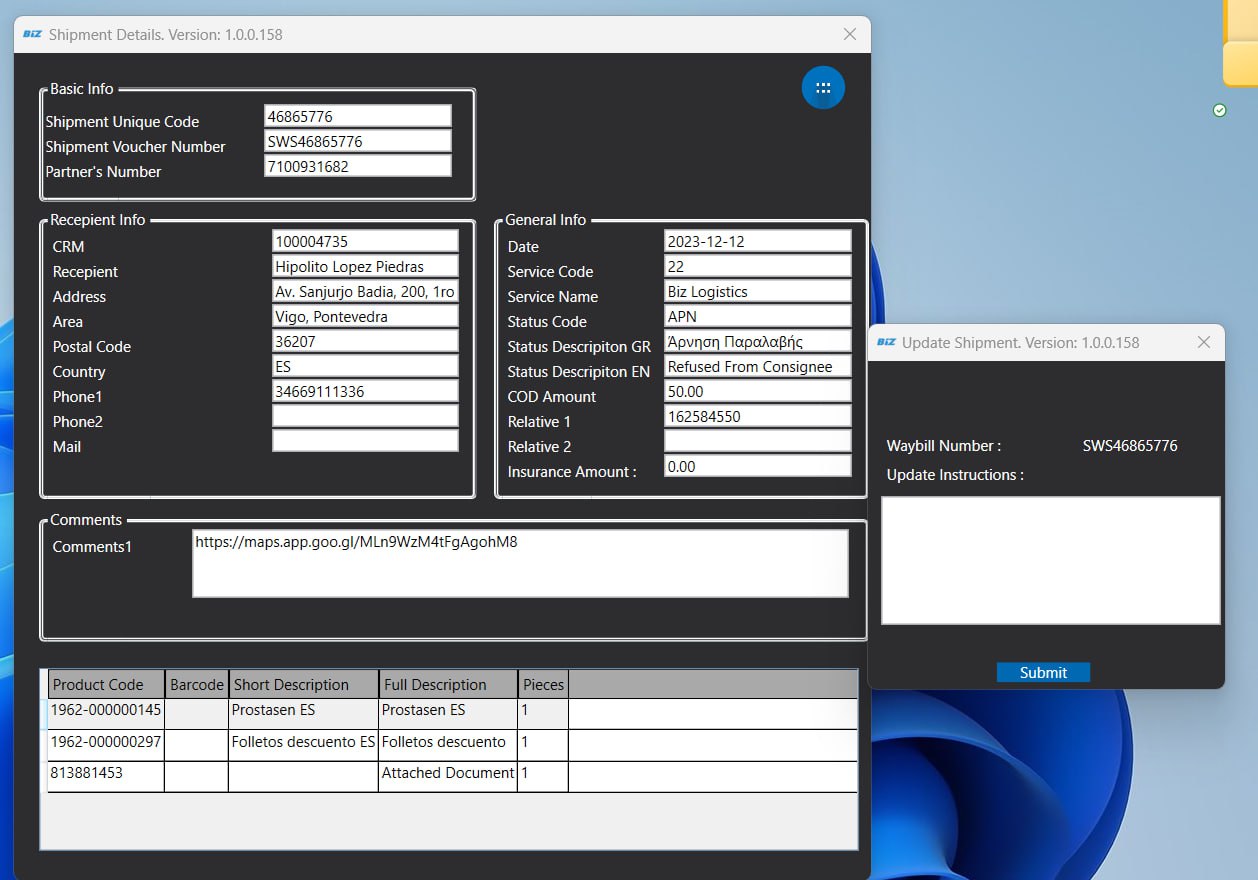 BiZ Shipment Details. Version: 1.0.0.158
Basic Info
Shipment Unique Code 46865776
Shipment Voucher Number SWS46865776
Partner's Number 7100931682
Recepient Info
CRM 100004735
Recepient Hipolito Lopez Piedras
Address Av. Sanjurjo Badia, 200, 1ro
Area Vigo, Pontevedra
Postal Code 36207
Country ES
Phone1 34669111336
Phone2
Mail
General Info
Date 2023-12-12
Service Code 22
Service Name Biz Logistics
Status Code APN
Status Descripiton GR Άρνηση Παραλαβής
Status Descripiton EN Refused From Consignee
COD Amount 50.00
Relative 1 162584550
Relative 2
Insurance Amount : 0.00
Comments
Comments1 https://maps.app.goo.gl/MLn9WzM4tFgAgohM8
Product Code Barcode Short Description Full Description Pieces
1962-000000145 Prostasen ES Prostasen ES 1
1962-000000297 Folletos descuento ES Folletos descuento 1
813881453 Attached Document 1
BiZ Update Shipment. Version: 1.0.0.158
Waybill Number : SWS46865776
Update Instructions :
Submit